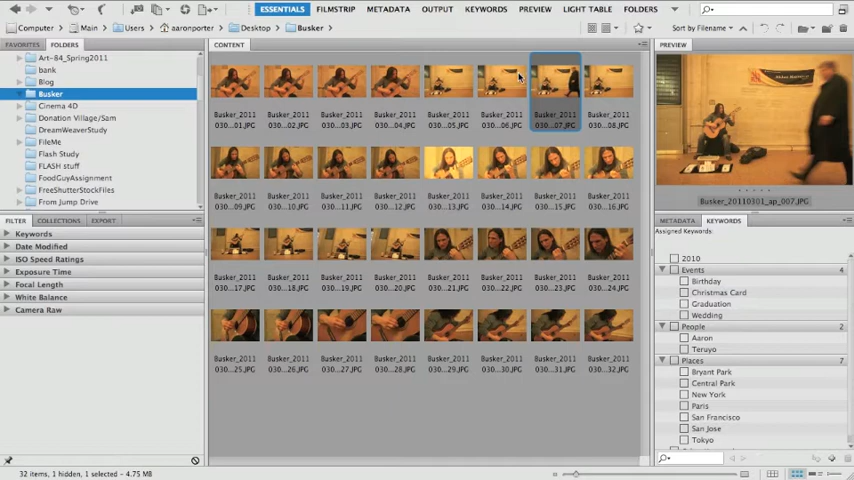 ESSENTIALS FILMSTRIP METADATA OUTPUT KEYWORDS PREVIEW LIGHT TABLE FOLDERS
Computer Main Users aaronporter Desktop Busker Sort by Filename
FAVORITES FOLDERS
Art-84_Spring2011
bank
Blog
Busker
Cinema 4D
Donation Village/Sam
DreamWeaverStudy
FileMe
Flash Study
FLASH stuff
FoodGuyAssignment
FreeShutterStockFiles
From Jump Drive
FILTER COLLECTIONS EXPORT
Keywords
Date Modified
ISO Speed Ratings
Exposure Time
Focal Length
White Balance
Camera Raw
CONTENT
Busker_2011 Busker_2011 Busker_2011 Busker_2011 Busker_2011 Busker_2011 Busker_2011 Busker_2011
030...01.JPG 030...02.JPG 030...03.JPG 030...04.JPG 030...05.JPG 030...06.JPG 030...07.JPG 030...08.JPG
Busker_2011 Busker_2011 Busker_2011 Busker_2011 Busker_2011 Busker_2011 Busker_2011 Busker_2011
030...09.JPG 030...10.JPG 030...11.JPG 030...12.JPG 030...13.JPG 030...14.JPG 030...15.JPG 030...16.JPG
Busker_2011 Busker_2011 Busker_2011 Busker_2011 Busker_2011 Busker_2011 Busker_2011 Busker_2011
030...17.JPG 030...18.JPG 030...19.JPG 030...20.JPG 030...21.JPG 030...22.JPG 030...23.JPG 030...24.JPG
Busker_2011 Busker_2011 Busker_2011 Busker_2011 Busker_2011 Busker_2011 Busker_2011 Busker_2011
030...25.JPG 030...26.JPG 030...27.JPG 030...28.JPG 030...29.JPG 030...30.JPG 030...31.JPG 030...32.JPG
PREVIEW
Busker_20110301_ap_007.JPG
METADATA KEYWORDS
Assigned Keywords:
2010
Events 4
Birthday
Christmas Card
Graduation
Wedding
People 2
Aaron
Teruyo
Places 7
Bryant Park
Central Park
New York
Paris
San Francisco
San Jose
Tokyo
32 items, 1 hidden, 1 selected - 4.75 MB